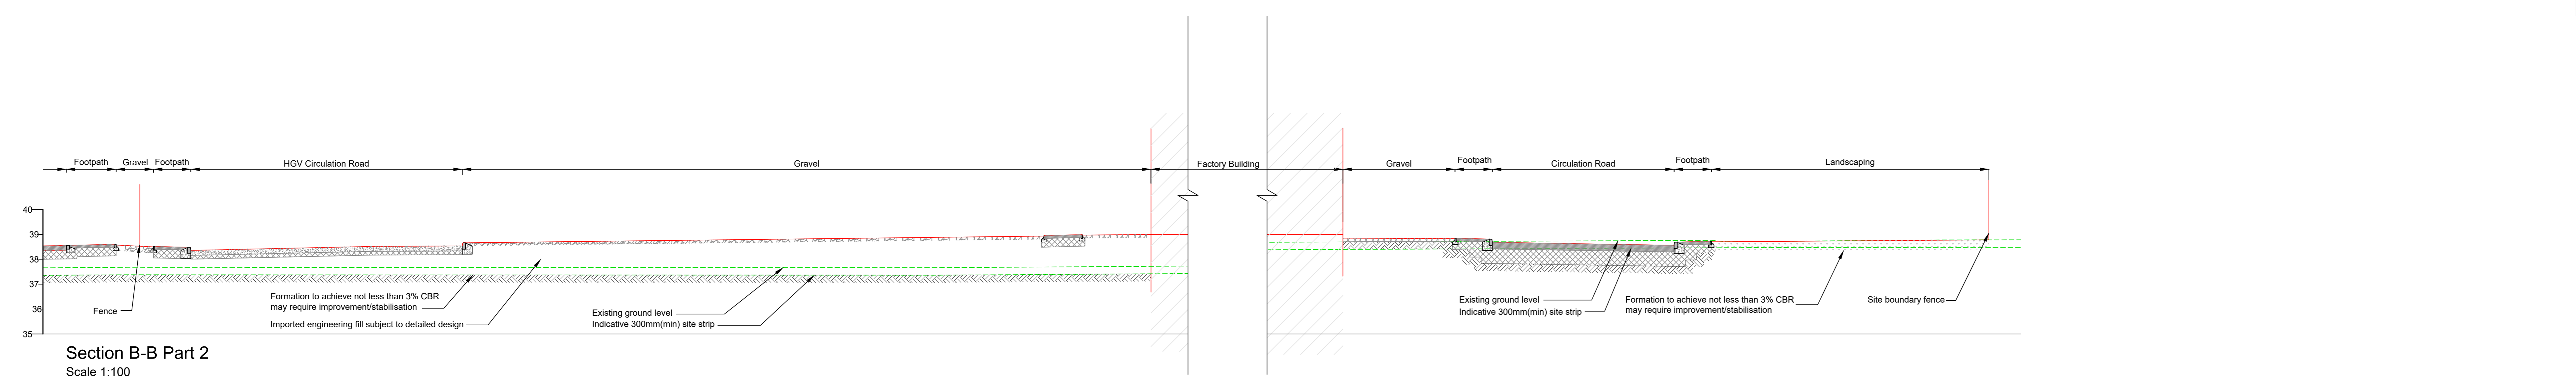 Footpath
Gravel
Footpath
HGV Circulation Road
Gravel
Factory Building
Gravel
Footpath
Circulation Road
Footpath
Landscaping
40
39
38
37
36
35
Fence
Formation to achieve not less than 3% CBR
may require improvement/stabilisation
Imported engineering fill subject to detailed design
Existing ground level
Indicative 300mm(min) site strip
Existing ground level
Indicative 300mm(min) site strip
Formation to achieve not less than 3% CBR
may require improvement/stabilisation
Site boundary fence
Section B-B Part 2
Scale 1:100